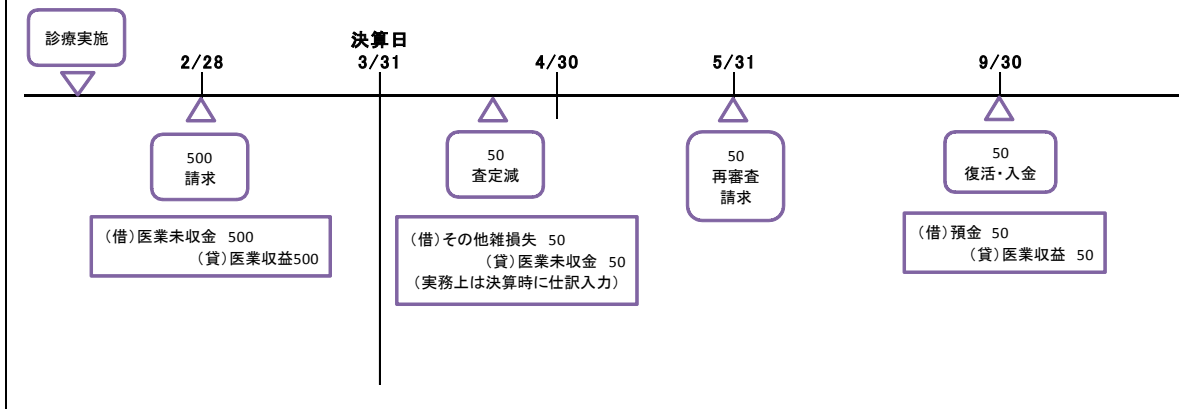 診療実施
決算日
2/28
3/31
4/30
5/31
9/30
500
請求
50
査定減
50
再審査
請求
50
復活・入金
(借)医業未収金 500
(貸)医業収益500
(借)その他雑損失 50
(貸)医業未収金 50
(実務上は決算時に仕訳入力)
(借)預金 50
(貸)医業収益 50